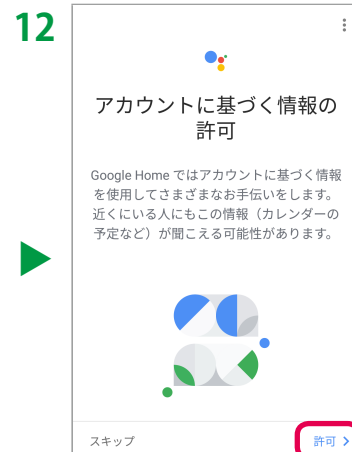 12
アカウントに基づく情報の
許可
Google Home ではアカウントに基づく情報
を使用してさまざまなお手伝いをします。
近くにいる人にもこの情報（カレンダーの
予定など）が聞こえる可能性があります。
スキップ
許可